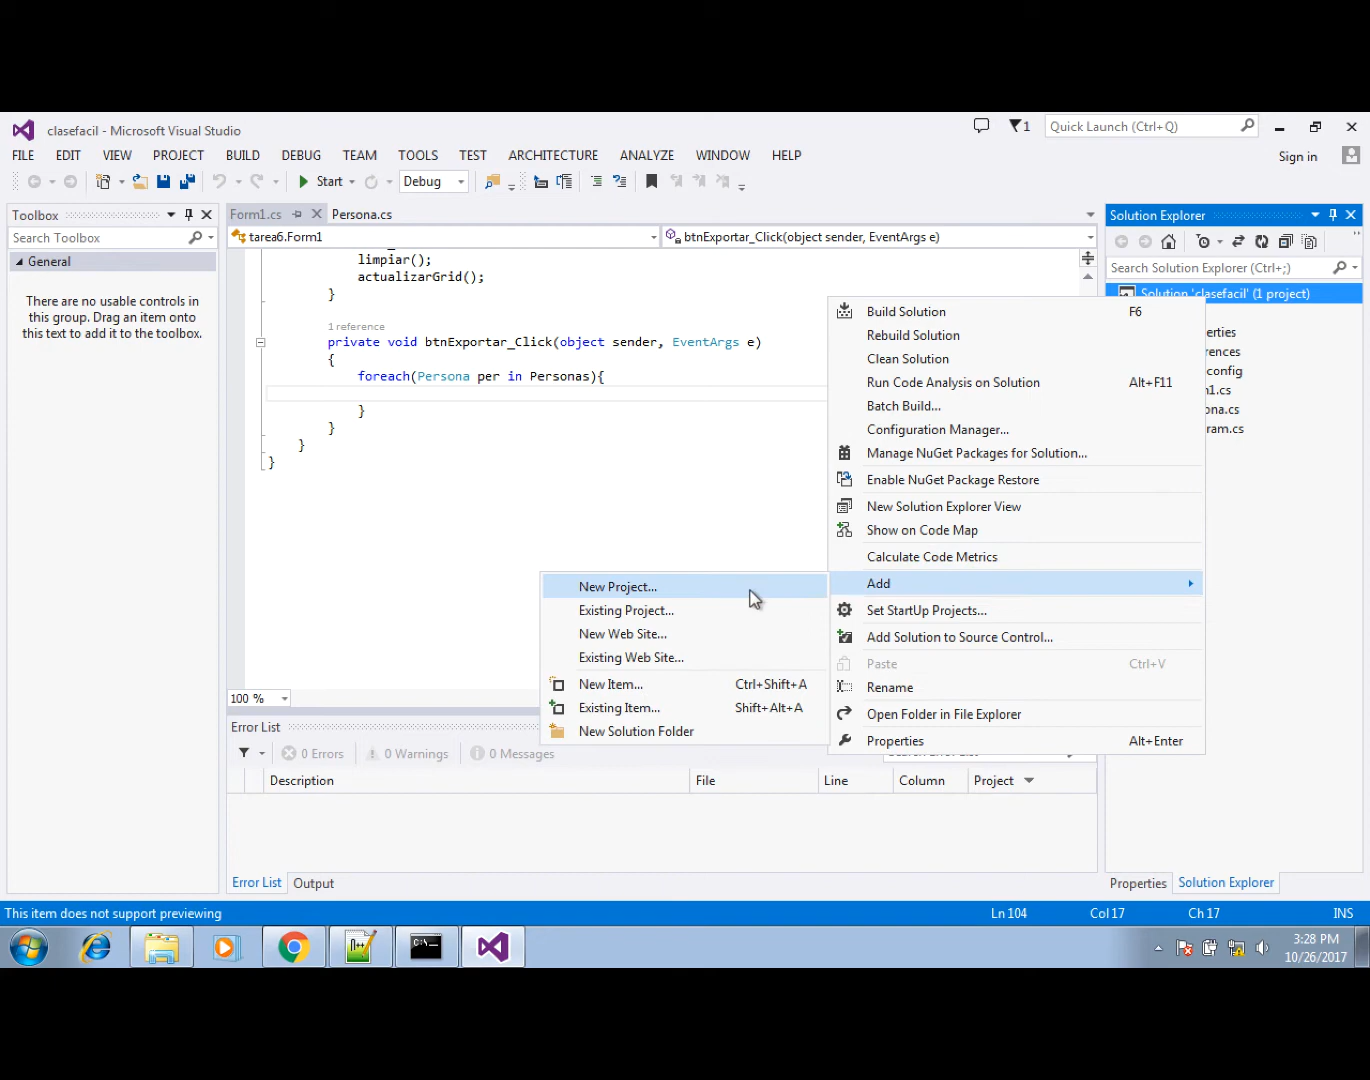 clasefacil - Microsoft Visual Studio
1
Quick Launch (Ctrl+Q)
FILE EDIT VIEW PROJECT BUILD DEBUG TEAM TOOLS TEST ARCHITECTURE ANALYZE WINDOW HELP
Sign in
Start
Debug
Toolbox
Search Toolbox
General
There are no usable controls in
this group. Drag an item onto
this text to add it to the toolbox.
Form1.cs
Persona.cs
tarea6.Form1
btnExportar_Click(object sender, EventArgs e)
limpiar();
actualizarGrid();
}
1 reference
private void btnExportar_Click(object sender, EventArgs e)
{
foreach(Persona per in Personas){
}
}
}
}
100 %
Solution Explorer
Search Solution Explorer (Ctrl+;)
Solution 'clasefacil' (1 project)
erties
rences
config
n1.cs
ona.cs
ram.cs
Build Solution F6
Rebuild Solution
Clean Solution
Run Code Analysis on Solution Alt+F11
Batch Build...
Configuration Manager...
Manage NuGet Packages for Solution...
Enable NuGet Package Restore
New Solution Explorer View
Show on Code Map
Calculate Code Metrics
Add
Set StartUp Projects...
Add Solution to Source Control...
Paste Ctrl+V
Rename
Open Folder in File Explorer
Properties Alt+Enter
New Project...
Existing Project...
New Web Site...
Existing Web Site...
New Item... Ctrl+Shift+A
Existing Item... Shift+Alt+A
New Solution Folder
Error List
0 Errors
0 Warnings
0 Messages
Description File Line Column Project
Error List Output
Properties Solution Explorer
This item does not support previewing
Ln 104 Col 17 Ch 17 INS
3:28 PM
10/26/2017